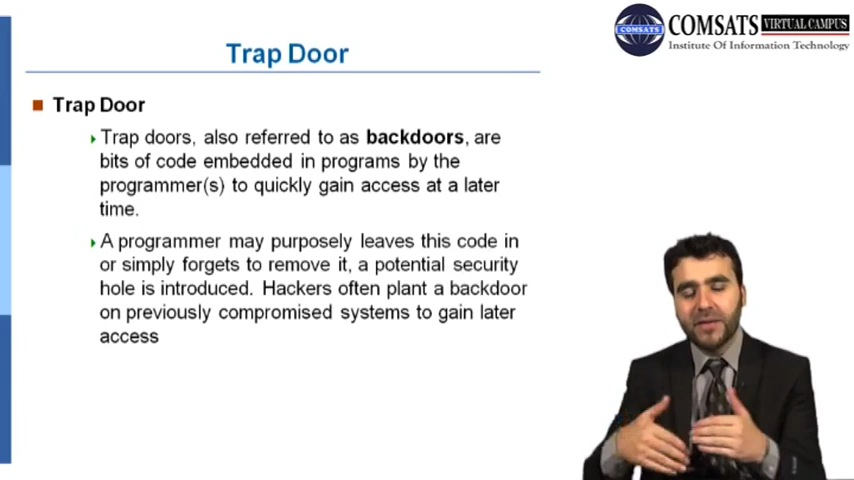 COMSATS VIRTUAL CAMPUS
COMSATS
Institute Of Information Technology
Trap Door
Trap Door
Trap doors, also referred to as backdoors, are
bits of code embedded in programs by the
programmer(s) to quickly gain access at a later
time.
A programmer may purposely leaves this code in
or simply forgets to remove it, a potential security
hole is introduced. Hackers often plant a backdoor
on previously compromised systems to gain later
access